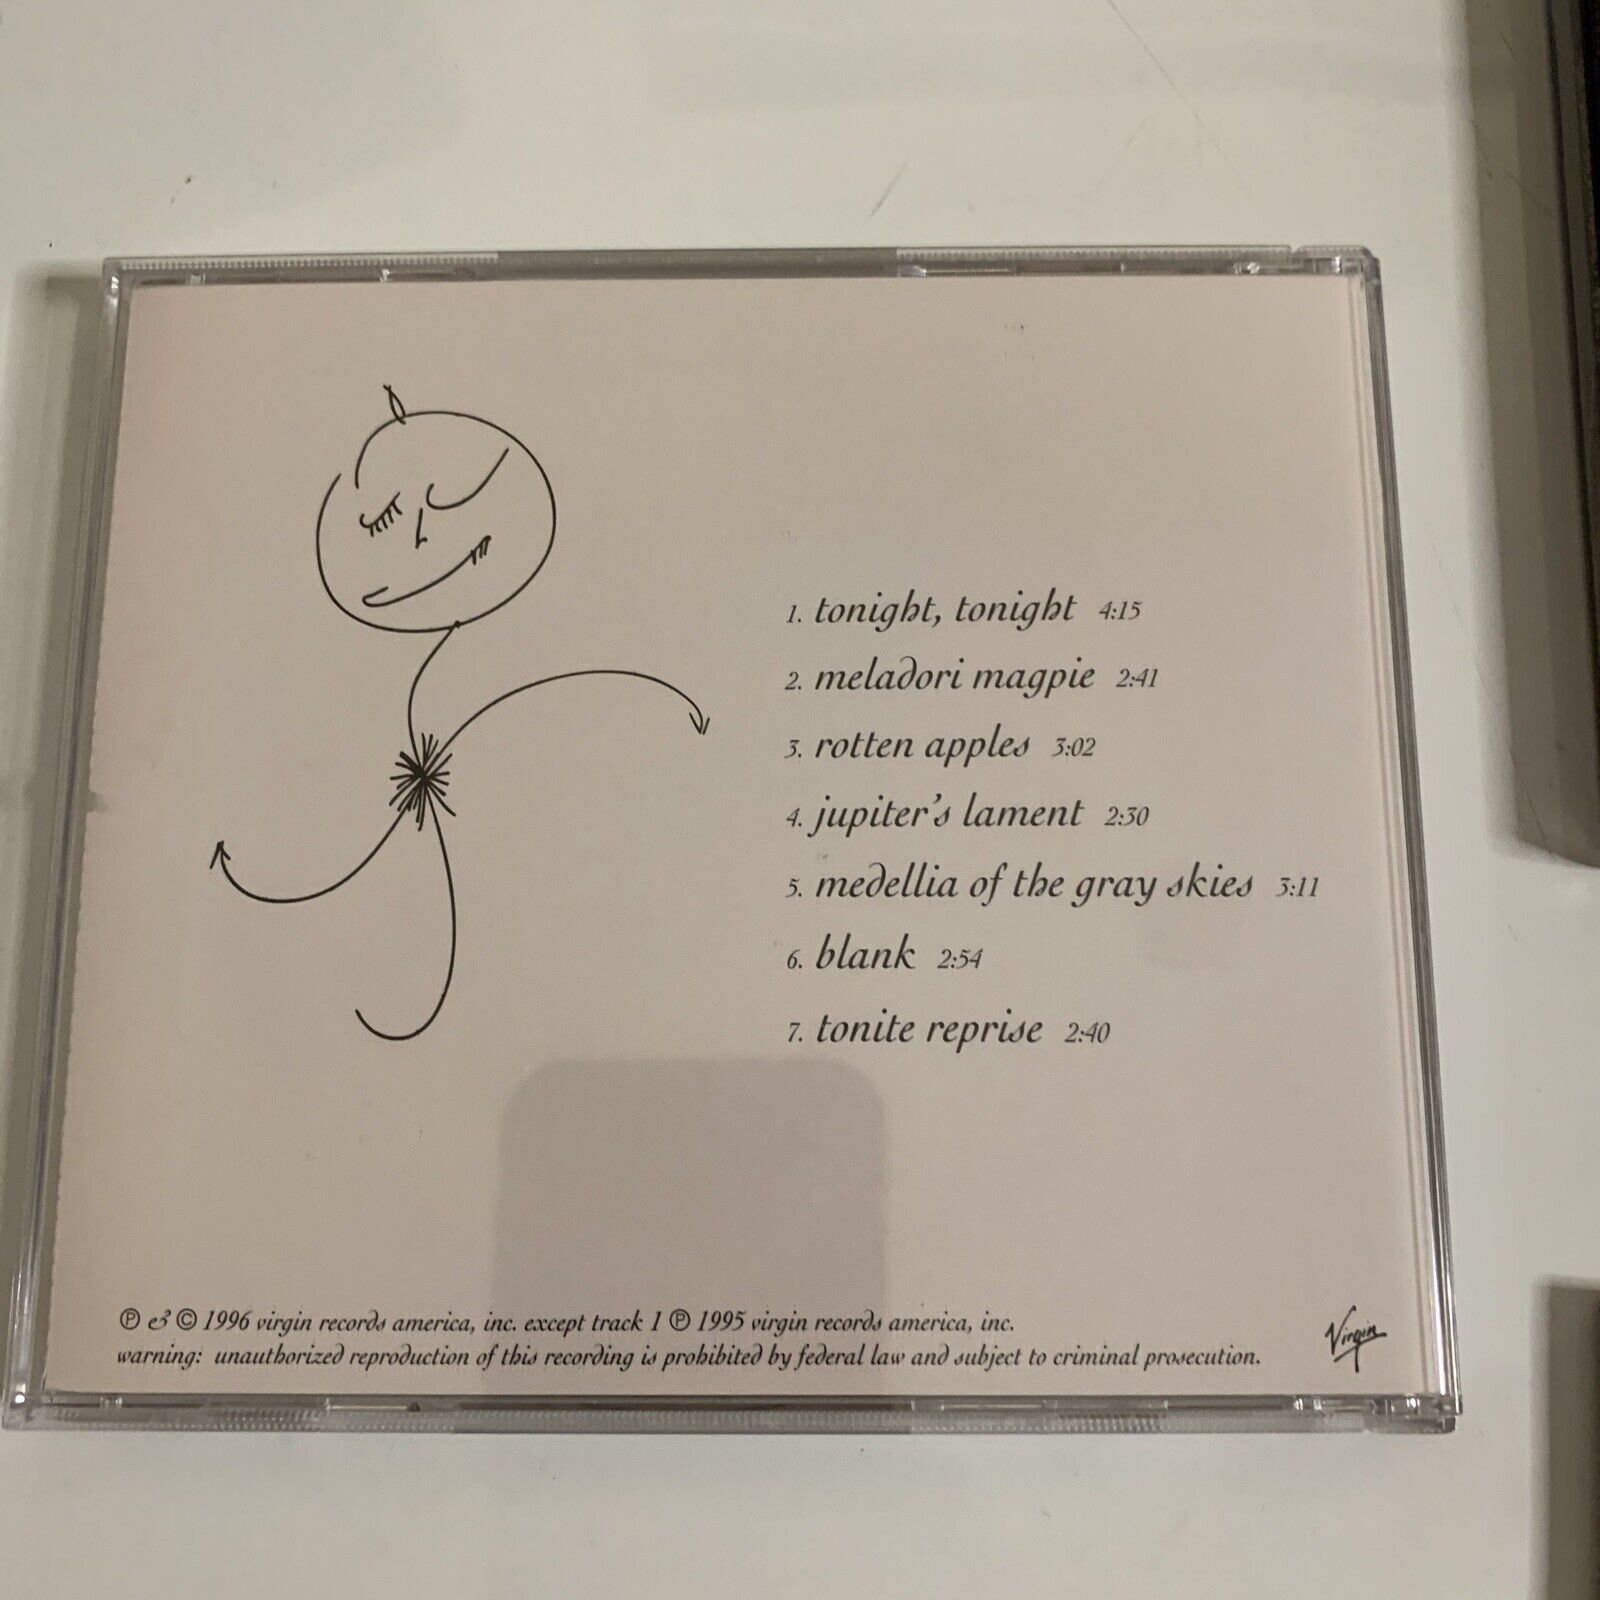 1. tonight, tonight 4:15
2. meladori magpie 2:41
3. rotten apples 3:02
4. jupiter's lament 2:30
5. medellia of the gray skies 3:11
6. blank 2:54
7. tonite reprise 2:40
℗ & © 1996 virgin records america, inc. except track 1 ℗ 1995 virgin records america, inc.
warning: unauthorized reproduction of this recording is prohibited by federal law and subject to criminal prosecution.
Virgin